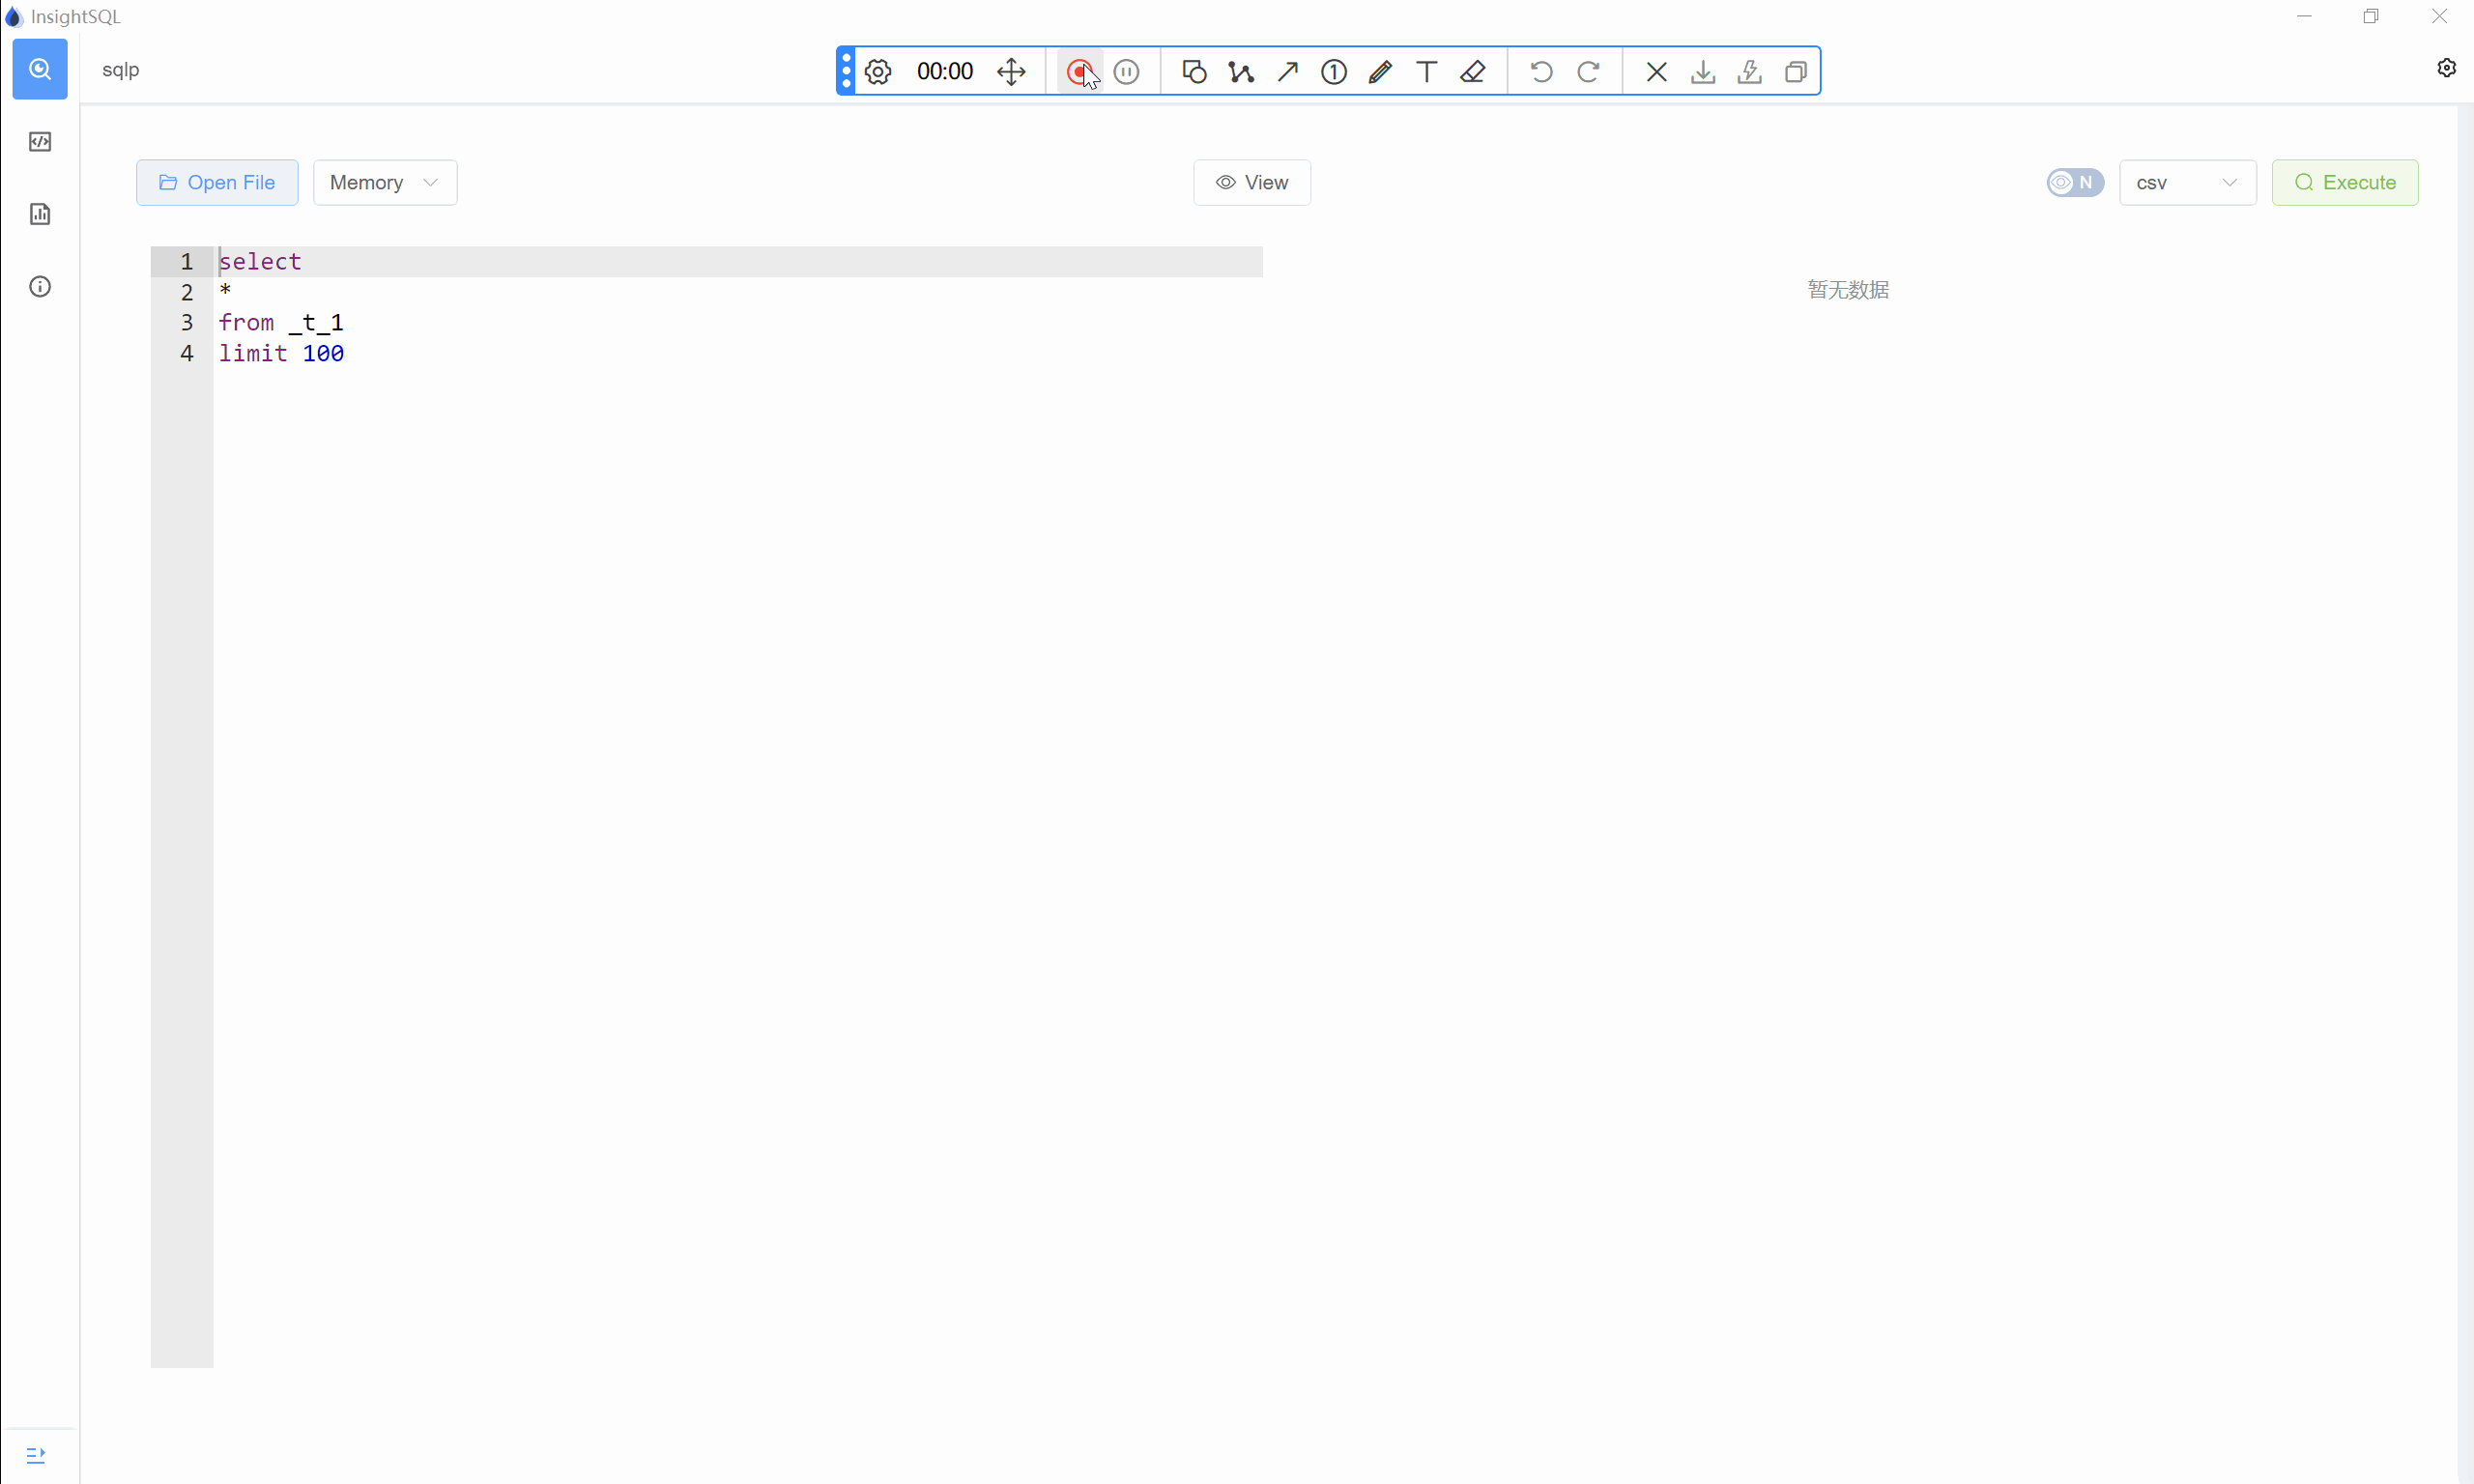 InsightSQL
sqlp
00:00
Open File
Memory
View
N
csv
Execute
1 select
2 *
3 from _t_1
4 limit 100
暂无数据